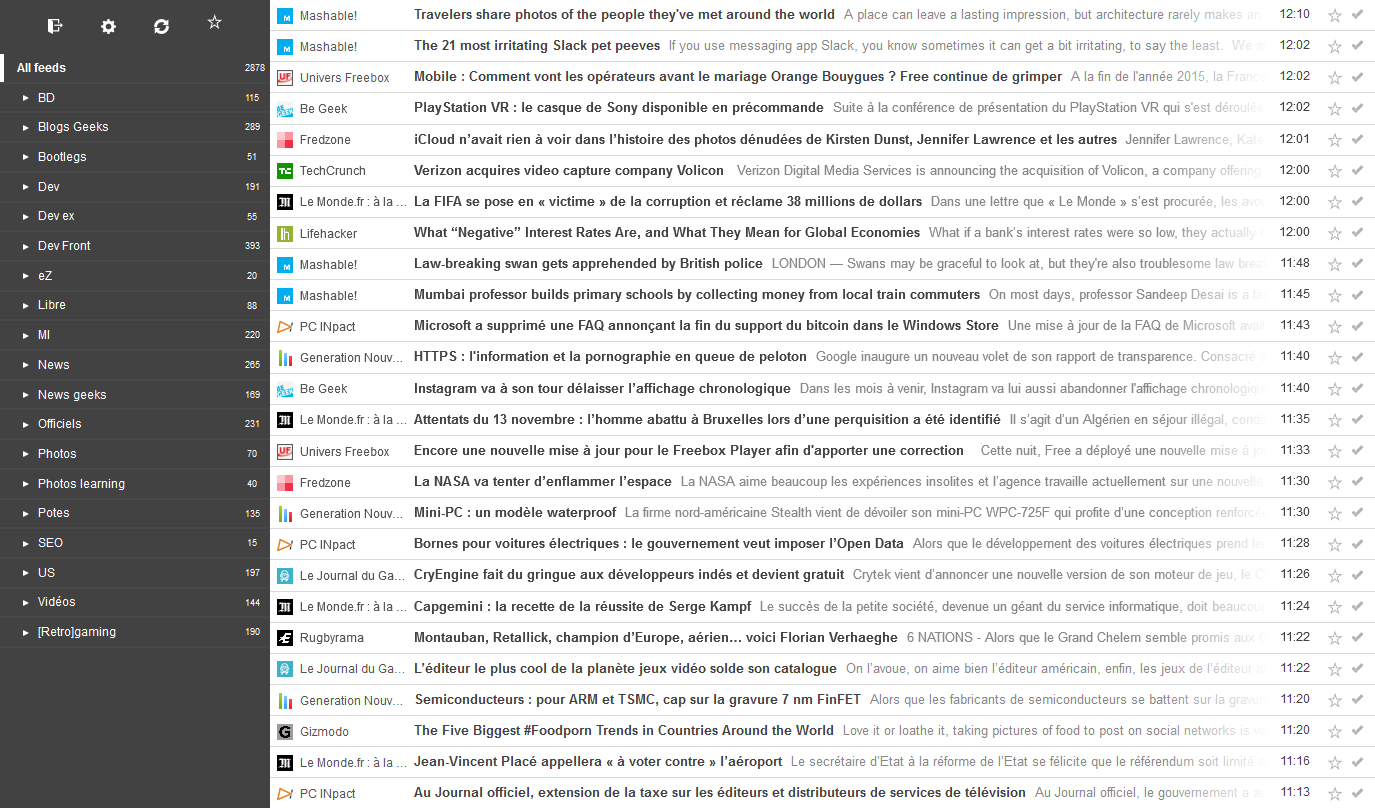 All feeds 2878
BD 115
Blogs Geeks 289
Bootlegs 51
Dev 191
Dev ex 55
Dev Front 393
eZ 20
Libre 88
MI 220
News 265
News geeks 169
Officiels 231
Photos 70
Photos learning 40
Potes 135
SEO 15
US 197
Vidéos 144
[Retro]gaming 190
Mashable! Travelers share photos of the people they've met around the world A place can leave a lasting impression, but architecture rarely makes an 12:10
Mashable! The 21 most irritating Slack pet peeves If you use messaging app Slack, you know sometimes it can get a bit irritating, to say the least. We 12:02
Univers Freebox Mobile : Comment vont les opérateurs avant le mariage Orange Bouygues ? Free continue de grimper A la fin de l'année 2015, la France 12:02
Be Geek PlayStation VR : le casque de Sony disponible en précommande Suite à la conférence de présentation du PlayStation VR qui s'est déroulée 12:02
Fredzone iCloud n’avait rien à voir dans l’histoire des photos dénudées de Kirsten Dunst, Jennifer Lawrence et les autres Jennifer Lawrence, Kate 12:01
TechCrunch Verizon acquires video capture company Volicon Verizon Digital Media Services is announcing the acquisition of Volicon, a company offering 12:00
Le Monde.fr : à la ... La FIFA se pose en « victime » de la corruption et réclame 38 millions de dollars Dans une lettre que « Le Monde » s’est procurée, les avoc 12:00
Lifehacker What “Negative” Interest Rates Are, and What They Mean for Global Economies What if a bank’s interest rates were so low, they actually 12:00
Mashable! Law-breaking swan gets apprehended by British police LONDON — Swans may be graceful to look at, but they're also troublesome law brea 11:48
Mashable! Mumbai professor builds primary schools by collecting money from local train commuters On most days, professor Sandeep Desai is a 11:45
PC INpact Microsoft a supprimé une FAQ annonçant la fin du support du bitcoin dans le Windows Store Une mise à jour de la FAQ de Microsoft avait 11:43
Generation Nouv... HTTPS : l'information et la pornographie en queue de peloton Google inaugure un nouveau volet de son rapport de transparence. Consacré 11:40
Be Geek Instagram va à son tour délaisser l’affichage chronologique Dans les mois à venir, Instagram va lui aussi abandonner l'affichage chronologique 11:40
Le Monde.fr : à la ... Attentats du 13 novembre : l’homme abattu à Bruxelles lors d’une perquisition a été identifié Il s’agit d’un Algérien en séjour illégal, cond 11:35
Univers Freebox Encore une nouvelle mise à jour pour le Freebox Player afin d'apporter une correction Cette nuit, Free a déployé une nouvelle mise à jo 11:33
Fredzone La NASA va tenter d’enflammer l’espace La NASA aime beaucoup les expériences insolites et l’agence travaille actuellement sur une nouvelle 11:30
Generation Nouv... Mini-PC : un modèle waterproof La firme nord-américaine Stealth vient de dévoiler son mini-PC WPC-725F qui profite d’une conception renforcée 11:30
PC INpact Bornes pour voitures électriques : le gouvernement veut imposer l’Open Data Alors que le développement des voitures électriques prend les 11:28
Le Journal du Ga... CryEngine fait du gringue aux développeurs indés et devient gratuit Crytek vient d’annoncer une nouvelle version de son moteur de jeu, le C 11:26
Le Monde.fr : à la ... Capgemini : la recette de la réussite de Serge Kampf Le succès de la petite société, devenue un géant du service informatique, doit beaucoup 11:24
Rugbyrama Montauban, Retallick, champion d’Europe, aérien… voici Florian Verhaeghe 6 NATIONS - Alors que le Grand Chelem semble promis aux 11:22
Le Journal du Ga... L’éditeur le plus cool de la planète jeux vidéo solde son catalogue On l’avoue, on aime bien l’éditeur américain, enfin, les jeux de l’éditeur 11:22
Generation Nouv... Semiconducteurs : pour ARM et TSMC, cap sur la gravure 7 nm FinFET Alors que les fabricants de semiconducteurs se battent sur la gravure 11:20
Gizmodo The Five Biggest #Foodporn Trends in Countries Around the World Love it or loathe it, taking pictures of food to post on social networks is 11:20
Le Monde.fr : à la ... Jean-Vincent Placé appellera « à voter contre » l’aéroport Le secrétaire d’Etat à la réforme de l’Etat se félicite que le référendum soit limité 11:16
PC INpact Au Journal officiel, extension de la taxe sur les éditeurs et distributeurs de services de télévision Au Journal officiel, le gouvernement a 11:13